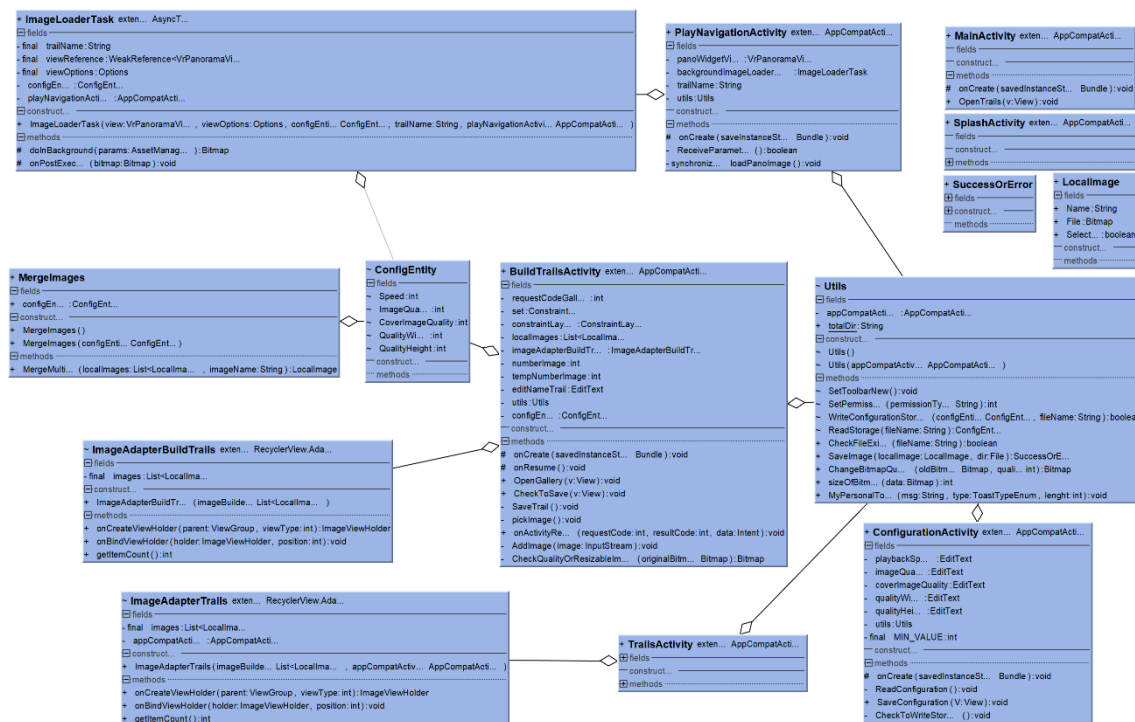 + ImageLoaderTask exten... AsyncT...
fields
- final trailName:String
- final viewReference:WeakReference<VrPanoramaVi...
- final viewOptions:Options
- configEn... :ConfigEnt...
- playNavigationActi... :AppCompatActi...
construct...
+ ImageLoaderTask(view:VrPanoramaVi... , viewOptions:Options, configEnti... ConfigEnt... , trailName:String, playNavigationActivi... AppCompatActi... )
methods
# doInBackground (params:AssetManag... ):Bitmap
# onPostExec... (bitmap:Bitmap):void
+ PlayNavigationActivity exten... AppCompatActi...
fields
- panoWidgetVi... :VrPanoramaVi...
- backgroundImageLoader... :ImageLoaderTask
- trailName:String
- utils:Utils
construct...
methods
# onCreate(saveInstanceSt... Bundle):void
- ReceiveParamet... ():boolean
- synchroniz... loadPanoImage():void
+ MainActivity exten... AppCompatActi...
fields
construct...
methods
# onCreate(savedInstanceSt... Bundle):void
+ OpenTrails(v:View):void
+ SplashActivity exten... AppCompatActi...
fields
construct...
methods
+ SuccessOrError
fields
construct...
methods
+ LocalImage
fields
+ Name:String
+ File:Bitmap
+ Select... :boolean
construct...
methods
+ MergeImages
fields
+ configEn... :ConfigEnt...
construct...
+ MergeImages()
+ MergeImages(configEnti... ConfigEnt... )
methods
+ MergeMulti... (localImages:List<LocalIma... , imageName:String):LocalImage
~ ConfigEntity
fields
~ Speed:int
~ ImageQua... :int
~ CoverImageQuality:int
~ QualityWi... :int
~ QualityHeight:int
construct...
methods
+ BuildTrailsActivity exten... AppCompatActi...
fields
- requestCodeGall... :int
- set:Constraint...
- constraintLay... :ConstraintLay...
- localImages:List<LocalIma...
- imageAdapterBuildTr... :ImageAdapterBuildTr...
- numberImage:int
- tempNumberImage:int
- editNameTrail:EditText
- utils:Utils
- configEn... :ConfigEnt...
construct...
methods
# onCreate(savedInstanceSt... Bundle):void
# onResume():void
+ OpenGallery(v:View):void
+ CheckToSave(v:View):void
- SaveTrail():void
- pickImage():void
+ onActivityRe... (requestCode:int, resultCode:int, data:Intent):void
- AddImage(image:InputStream):void
- CheckQualityOrResizableIm... (originalBitm... Bitmap):Bitmap
~ Utils
fields
- appCompatActi... :AppCompatActi...
+ totalDir:String
construct...
~ Utils()
~ Utils(appCompatActiv... AppCompatActi... )
methods
~ SetToolbarNew():void
~ SetPermiss... (permissionTy... String):int
~ WriteConfigurationStor... (configEnti... ConfigEnt... , fileName:String):boolea
~ ReadStorage(fileName:String):ConfigEnt...
+ CheckFileExi... (fileName:String):boolean
+ SaveImage(localImage:LocalImage, dir:File):SuccessOrE...
+ ChangeBitmapQu... (oldBitm... Bitmap, quali... int):Bitmap
+ sizeOfBitm... (data:Bitmap):int
+ MyPersonalTo... (msg:String, type:ToastTypeEnum, lenght:int):void
~ ImageAdapterBuildTrails exten... RecyclerView.Ada...
fields
- final images:List<LocalIma...
construct...
+ ImageAdapterBuildTr... (imageBuilde... List<LocalIma... )
methods
+ onCreateViewHolder(parent:ViewGroup, viewType:int):ImageViewHolder
+ onBindViewHolder(holder:ImageViewHolder, position:int):void
+ getItemCount():int
+ ConfigurationActivity exten... AppCompatActi...
fields
- playbackSp... :EditText
- imageQua... :EditText
- coverImageQuality:EditText
- qualityWi... :EditText
- qualityHei... :EditText
- utils:Utils
- final MIN_VALUE:int
construct...
methods
# onCreate(savedInstanceSt... Bundle):void
- ReadConfiguration():void
+ SaveConfiguration(V:View):void
- CheckToWriteStor... ():void
~ ImageAdapterTrails exten... RecyclerView.Ada...
fields
- final images:List<LocalIma...
- appCompatActi... :AppCompatActi...
construct...
+ ImageAdapterTrails(imageBuilde... List<LocalIma... , appCompatActiv... AppCompatActi... )
methods
+ onCreateViewHolder(parent:ViewGroup, viewType:int):ImageViewHolder
+ onBindViewHolder(holder:ImageViewHolder, position:int):void
+ getItemCount():int
+ TrailsActivity exten... AppCompatActi...
fields
construct...
methods